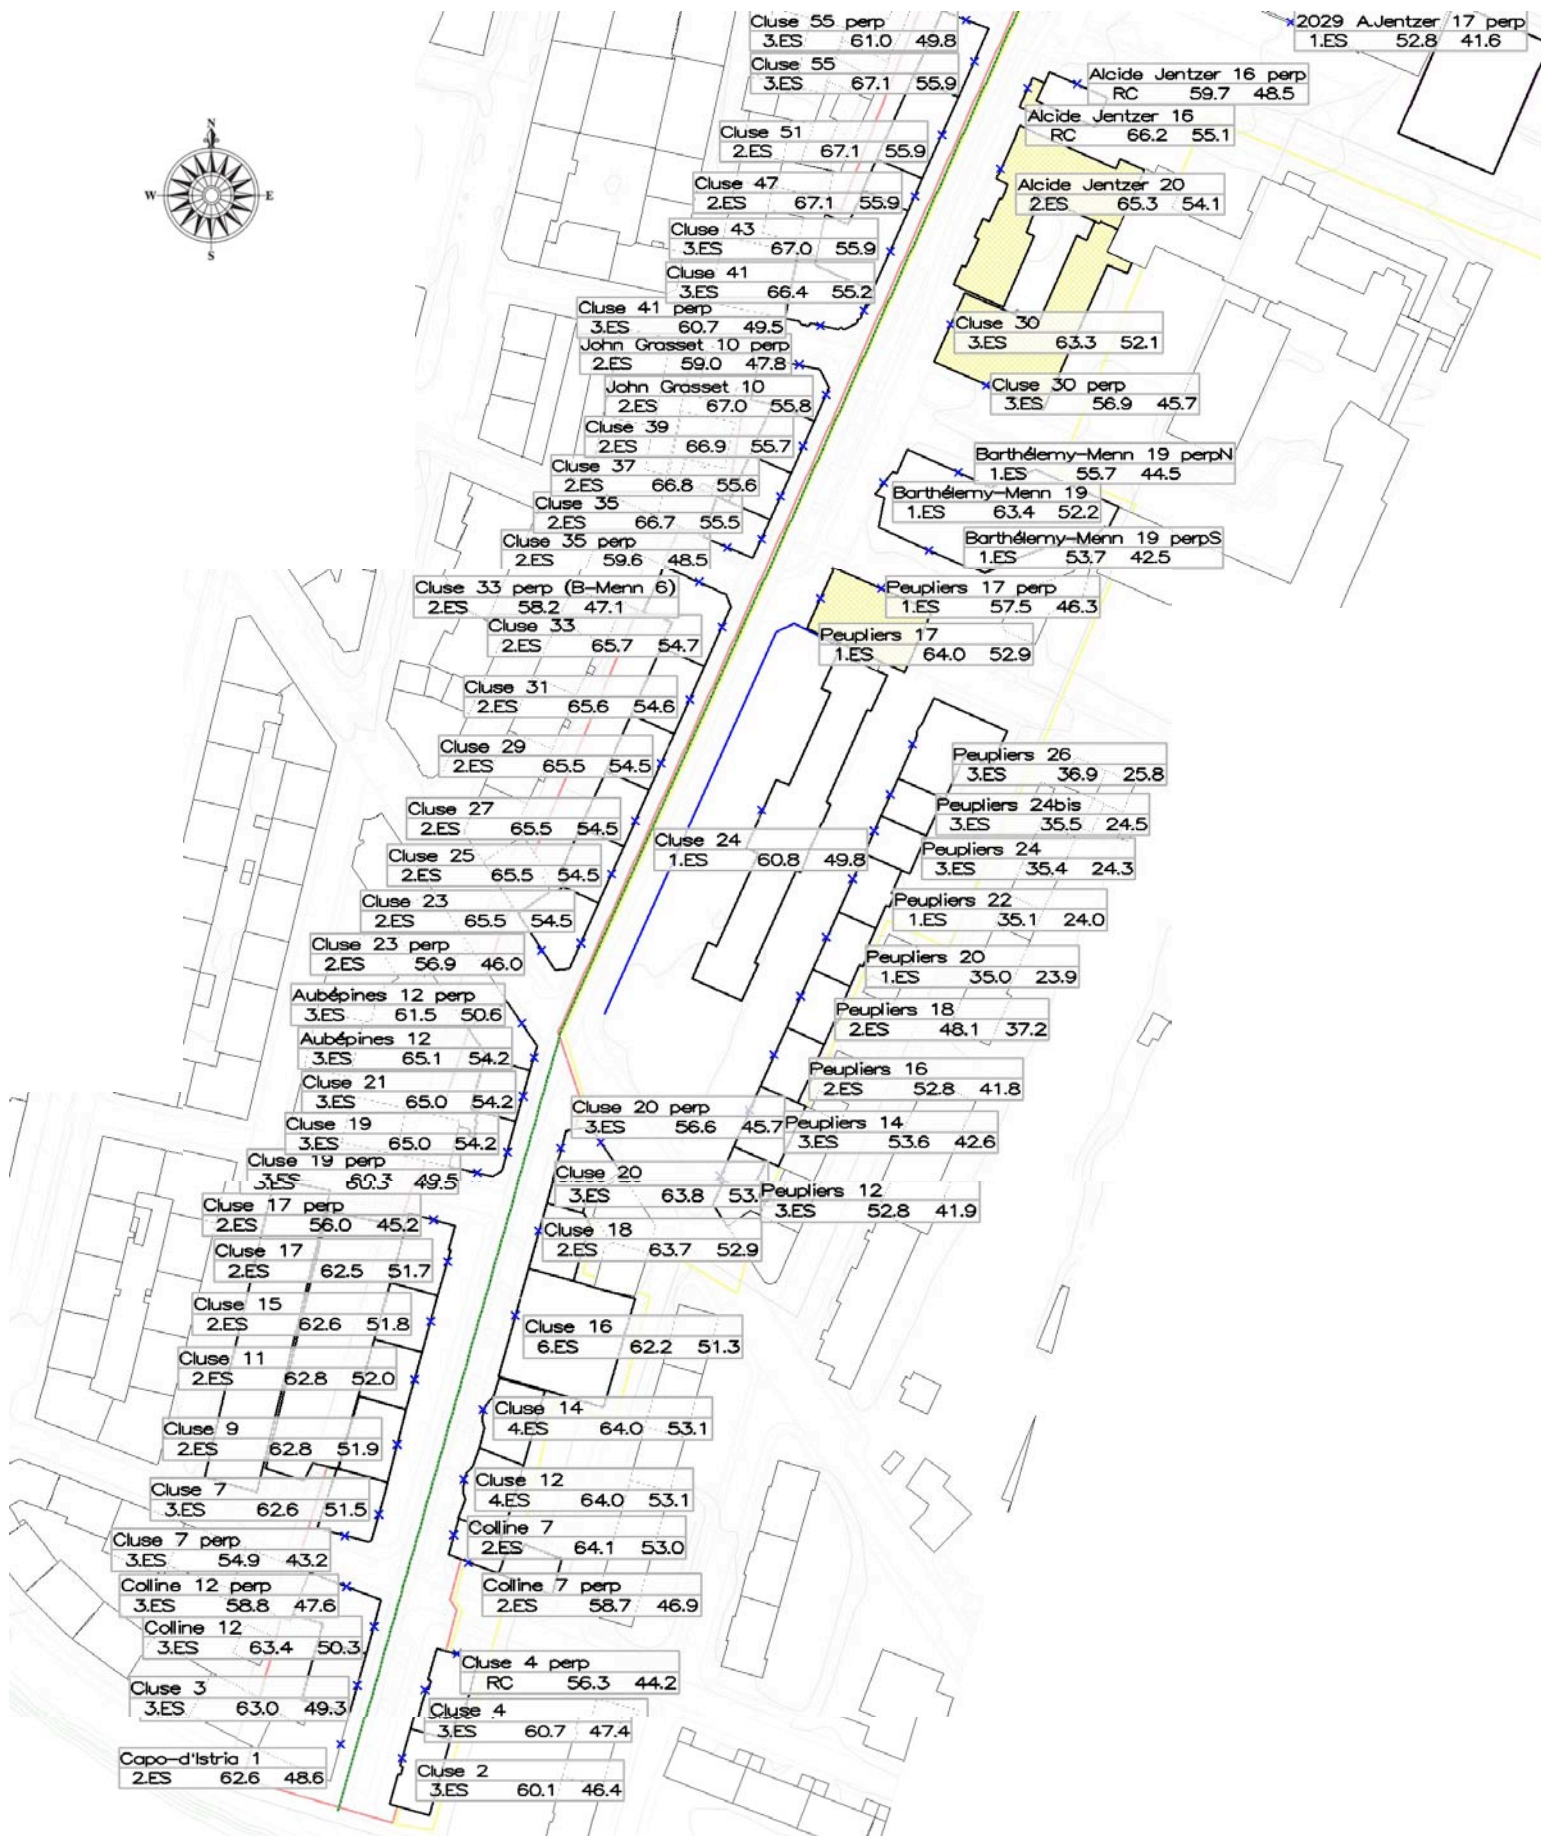 Cluse 55 perp
3.ES 61.0 49.8
2029 A.Jentzer 17 perp
1.ES 52.8 41.6
Cluse 55
3.ES 67.1 55.9
Alcide Jentzer 16 perp
RC 59.7 48.5
Alcide Jentzer 16
RC 66.2 55.1
N
W E
S
Cluse 51
2.ES 67.1 55.9
Cluse 47
2.ES 67.1 55.9
Alcide Jentzer 20
2.ES 65.3 54.1
Cluse 43
3.ES 67.0 55.9
Cluse 41
3.ES 66.4 55.2
Cluse 41 perp
3.ES 60.7 49.5
Cluse 30
3.ES 63.3 52.1
John Grasset 10 perp
2.ES 59.0 47.8
John Grasset 10
2.ES 67.0 55.8
Cluse 30 perp
3.ES 56.9 45.7
Cluse 39
2.ES 66.9 55.7
Cluse 37
2.ES 66.8 55.6
Barthélemy-Menn 19 perpN
1.ES 55.7 44.5
Barthélemy-Menn 19
1.ES 63.4 52.2
Cluse 35
2.ES 66.7 55.5
Cluse 35 perp
2.ES 59.6 48.5
Barthélemy-Menn 19 perpS
1.ES 53.7 42.5
Cluse 33 perp (B-Menn 6)
2.ES 58.2 47.1
Peupliers 17 perp
1.ES 57.5 46.3
Cluse 33
2.ES 65.7 54.7
Peupliers 17
1.ES 64.0 52.9
Cluse 31
2.ES 65.6 54.6
Cluse 29
2.ES 65.5 54.5
Peupliers 26
3.ES 36.9 25.8
Cluse 27
2.ES 65.5 54.5
Peupliers 24bis
3.ES 35.5 24.5
Cluse 24
1.ES 60.8 49.8
Cluse 25
2.ES 65.5 54.5
Peupliers 24
3.ES 35.4 24.3
Cluse 23
2.ES 65.5 54.5
Peupliers 22
1.ES 35.1 24.0
Cluse 23 perp
2.ES 56.9 46.0
Peupliers 20
1.ES 35.0 23.9
Aubépines 12 perp
3.ES 61.5 50.6
Peupliers 18
2.ES 48.1 37.2
Aubépines 12
3.ES 65.1 54.2
Cluse 21
3.ES 65.0 54.2
Peupliers 16
2.ES 52.8 41.8
Cluse 20 perp
3.ES 56.6 45.7
Cluse 19
3.ES 65.0 54.2
Peupliers 14
3.ES 53.6 42.6
Cluse 19 perp
3.ES 60.3 49.5
Cluse 20
3.ES 63.8 53.
Peupliers 12
3.ES 52.8 41.9
Cluse 17 perp
2.ES 56.0 45.2
Cluse 18
2.ES 63.7 52.9
Cluse 17
2.ES 62.5 51.7
Cluse 15
2.ES 62.6 51.8
Cluse 16
6.ES 62.2 51.3
Cluse 11
2.ES 62.8 52.0
Cluse 14
4.ES 64.0 53.1
Cluse 9
2.ES 62.8 51.9
Cluse 12
4.ES 64.0 53.1
Cluse 7
3.ES 62.6 51.5
Colline 7
2.ES 64.1 53.0
Cluse 7 perp
3.ES 54.9 43.2
Colline 12 perp
3.ES 58.8 47.6
Colline 7 perp
2.ES 58.7 46.9
Colline 12
3.ES 63.4 50.3
Cluse 4 perp
RC 56.3 44.2
Cluse 3
3.ES 63.0 49.3
Cluse 4
3.ES 60.7 47.4
Capo-d'Istria 1
2.ES 62.6 48.6
Cluse 2
3.ES 60.1 46.4